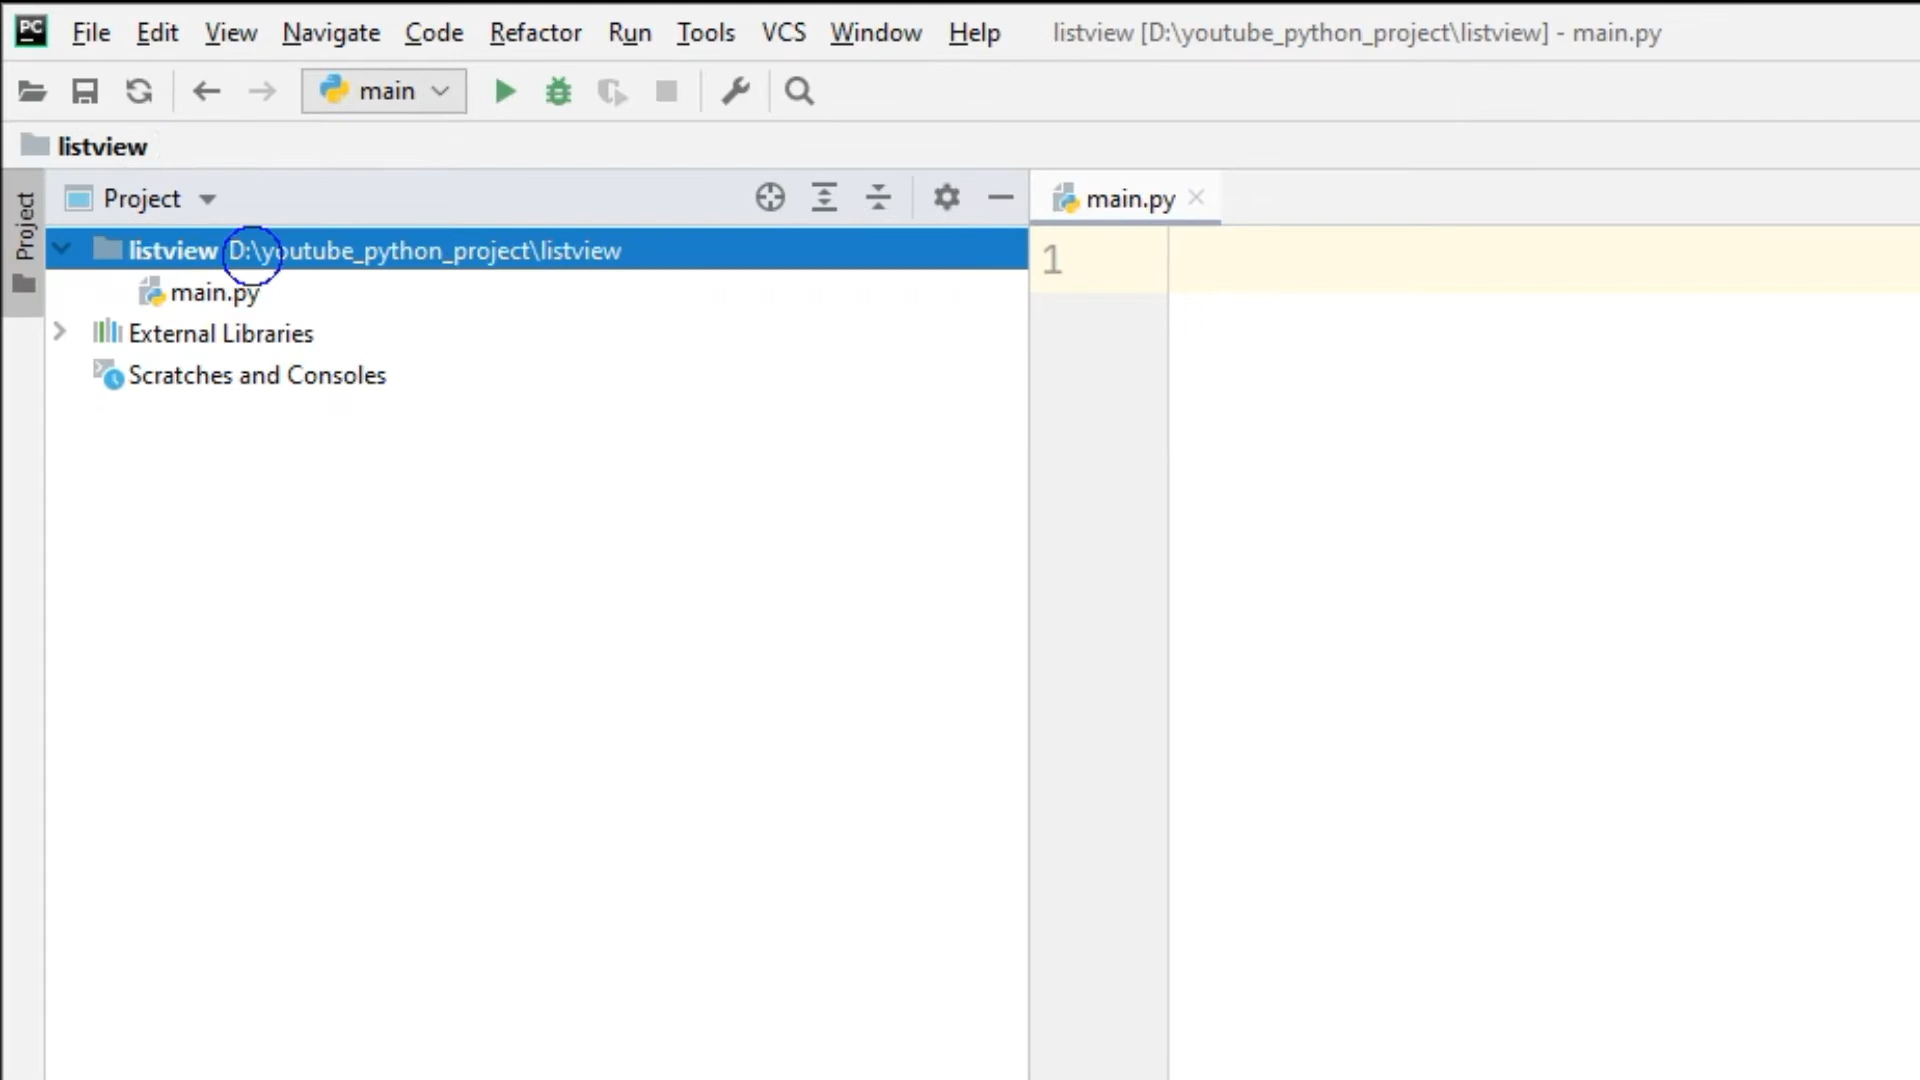 PC File Edit View Navigate Code Refactor Run Tools VCS Window Help listview [D:\youtube_python_project\listview] - main.py
main
listview
Project
Project
main.py
listview D:\youtube_python_project\listview
1
main.py
External Libraries
Scratches and Consoles